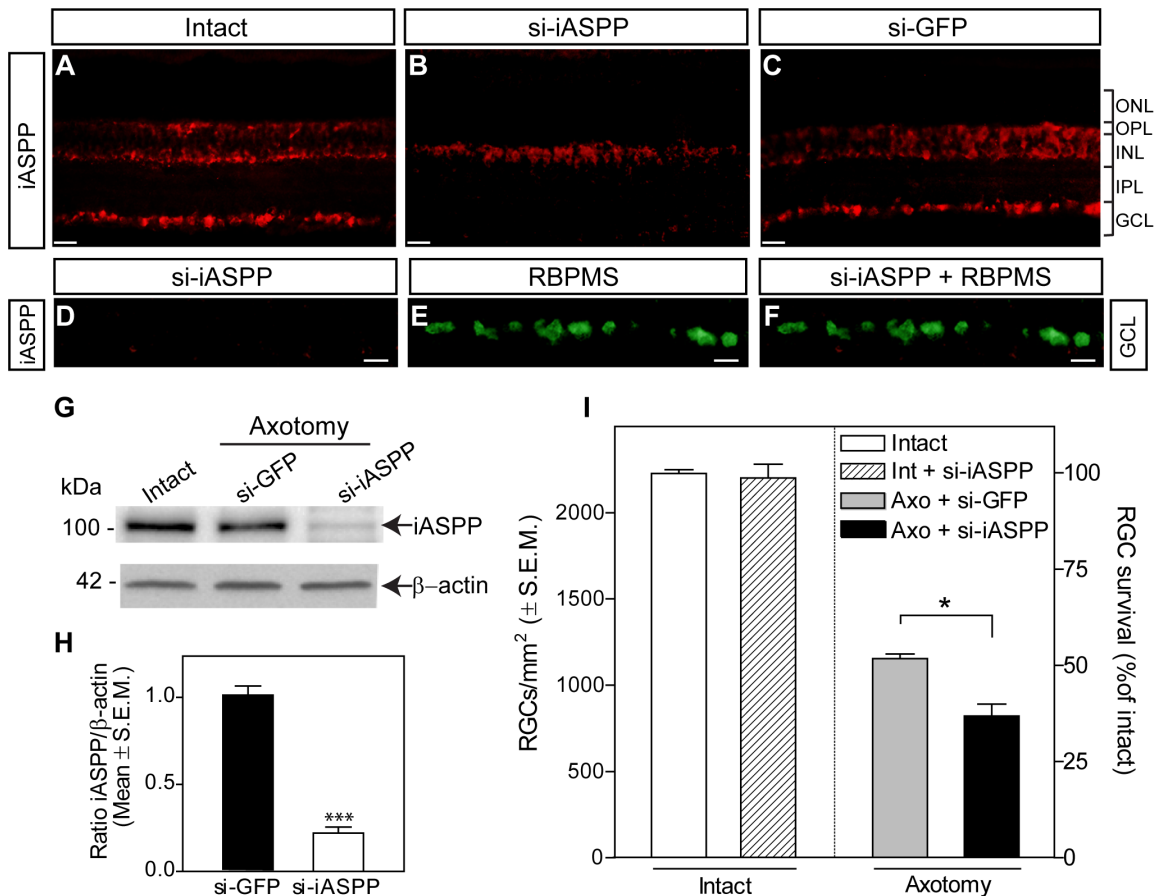 Intact
si-iASPP
si-GFP
iASPP
A
B
C
ONL
OPL
INL
IPL
GCL
si-iASPP
RBPMS
si-iASPP + RBPMS
iASPP
D
E
F
GCL
G
Axotomy
Intact
si-GFP
si-iASPP
kDa
100 -
iASPP
42 -
β–actin
H
Ratio iASPP/β-actin
(Mean ± S.E.M.)
1.0
0.5
0.0
***
si-GFP
si-iASPP
I
RGCs/mm² (± S.E.M.)
2000
1500
1000
500
0
Intact
Int + si-iASPP
Axo + si-GFP
Axo + si-iASPP
*
100
75
50
25
0
RGC survival (%of intact)
Intact
Axotomy